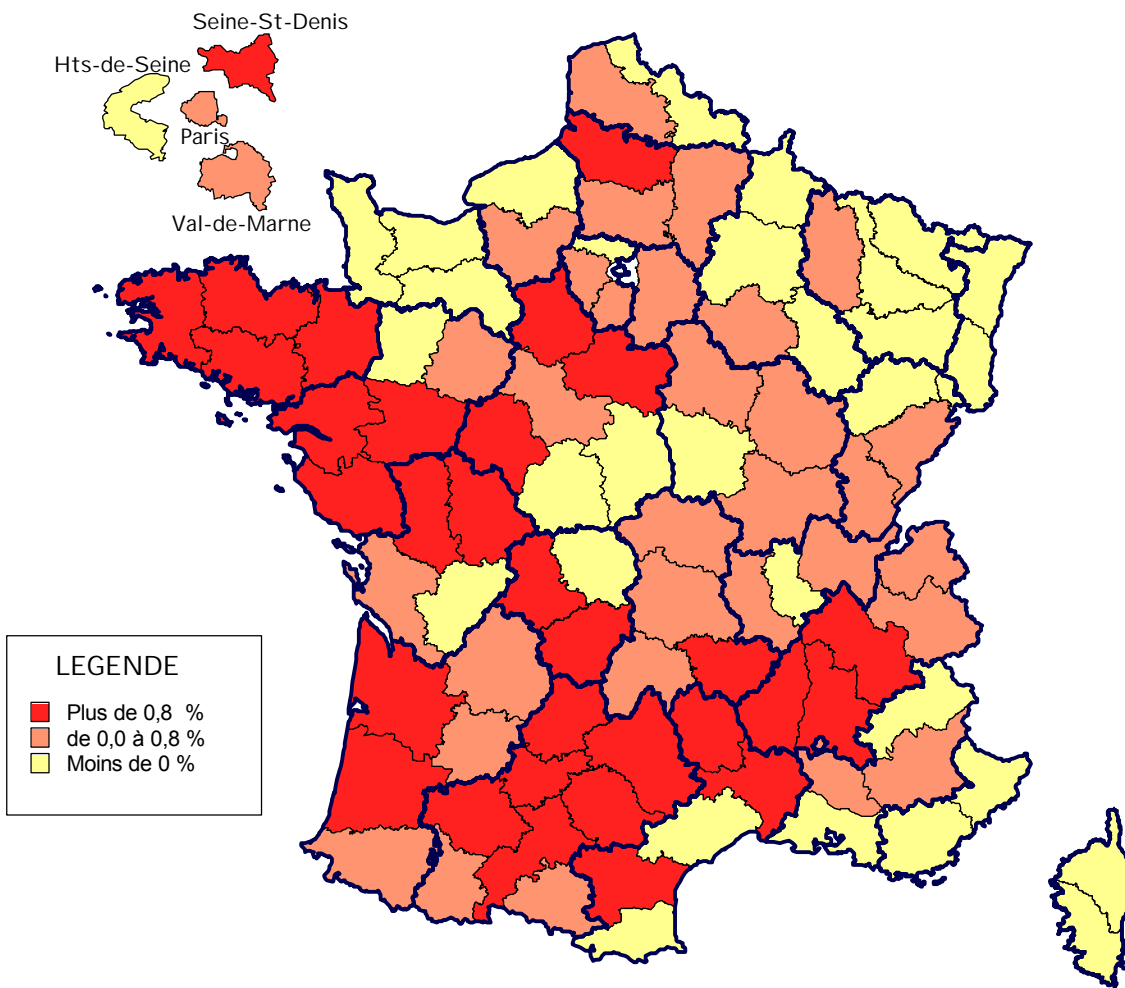 Seine-St-Denis
Hts-de-Seine
Paris
Val-de-Marne
LEGENDE
Plus de 0,8 %
de 0,0 à 0,8 %
Moins de 0 %